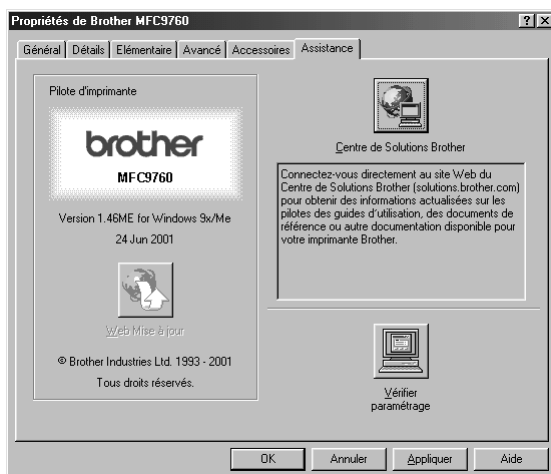 Propriétés de Brother MFC9760
Général Détails Elémentaire Avancé Accessoires Assistance
Pilote d'imprimante
brother
MFC9760
Version 1.46ME for Windows 9x/Me
24 Jun 2001
Web Mise à jour
© Brother Industries Ltd. 1993 - 2001
Tous droits réservés.
Centre de Solutions Brother
Connectez-vous directement au site Web du
Centre de Solutions Brother (solutions.brother.com)
pour obtenir des informations actualisées sur les
pilotes des guides d'utilisation, des documents de
référence ou autre documentation disponible pour
votre imprimante Brother.
Vérifier
paramétrage
OK Annuler Appliquer Aide